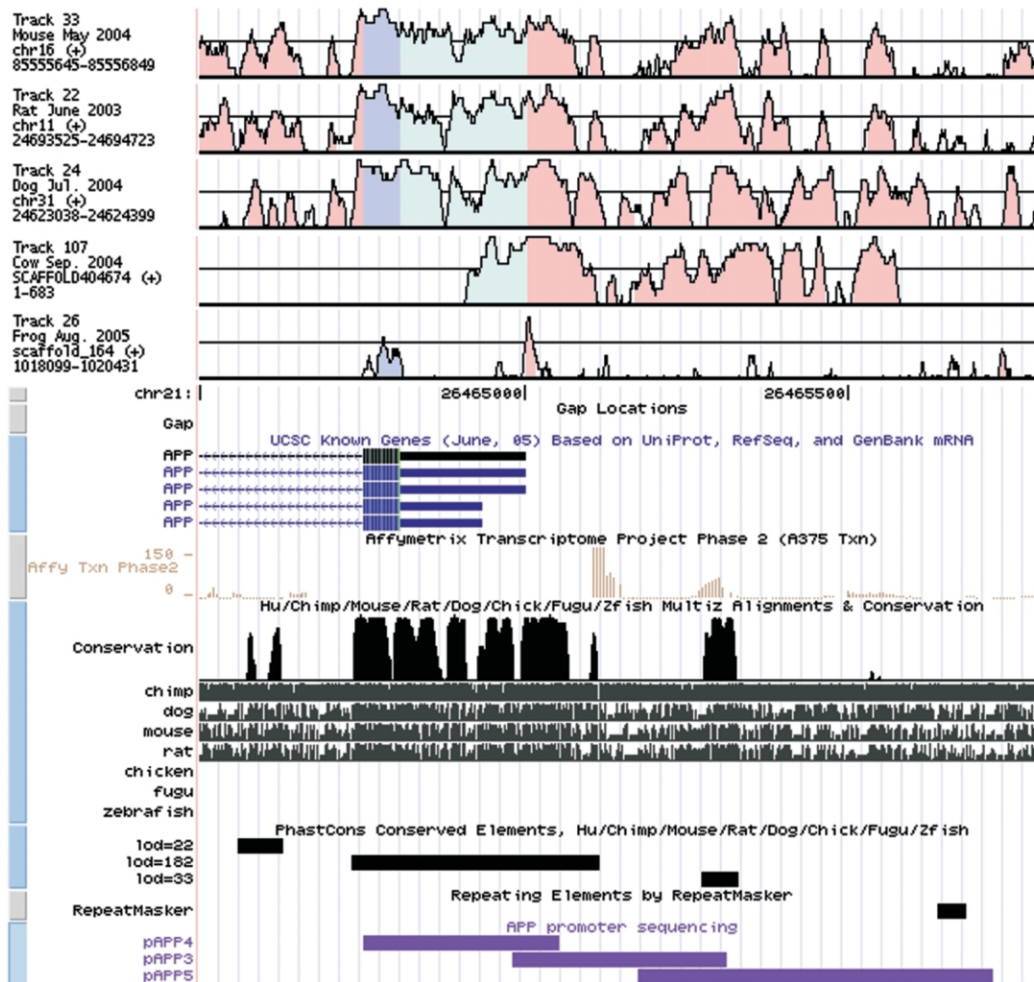 Track 33
Mouse May 2004
chr16 (+)
85555645-85556849
Track 22
Rat June 2003
chr11 (+)
24693525-24694723
Track 24
Dog Jul. 2004
chr31 (+)
24623038-24624399
Track 107
Cow Sep. 2004
SCAFFOLD404674 (+)
1-683
Track 26
Frog Aug. 2005
scaffold_164 (+)
1018099-1020431
chr21: 26465000| 26465500|
Gap Locations
Gap
UCSC Known Genes (June, 05) Based on UniProt, RefSeq, and GenBank mRNA
APP
APP
APP
APP
APP
Affymetrix Transcriptome Project Phase 2 (A375 Txn)
150 -
Affy Txn Phase2
0 _
Hu/Chimp/Mouse/Rat/Dog/Chick/Fugu/Zfish Multiz Alignments & Conservation
Conservation
chimp
dog
mouse
rat
chicken
fugu
zebrafish
PhastCons Conserved Elements, Hu/Chimp/Mouse/Rat/Dog/Chick/Fugu/Zfish
lod=22
lod=182
lod=33
Repeating Elements by RepeatMasker
RepeatMasker
APP promoter sequencing
pAPP4
pAPP3
pAPP5